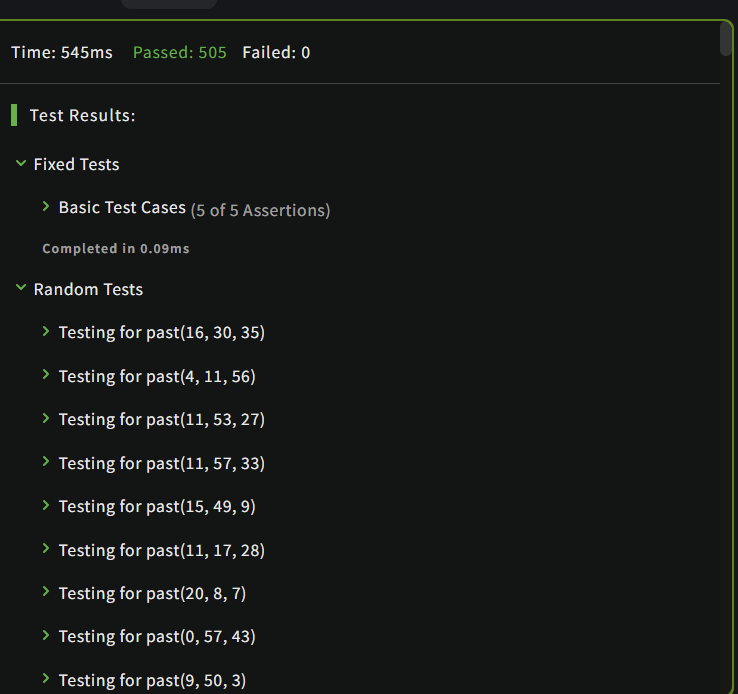 Time: 545ms Passed: 505 Failed: 0
Test Results:
Fixed Tests
Basic Test Cases (5 of 5 Assertions)
Completed in 0.09ms
Random Tests
Testing for past(16, 30, 35)
Testing for past(4, 11, 56)
Testing for past(11, 53, 27)
Testing for past(11, 57, 33)
Testing for past(15, 49, 9)
Testing for past(11, 17, 28)
Testing for past(20, 8, 7)
Testing for past(0, 57, 43)
Testing for past(9, 50, 3)